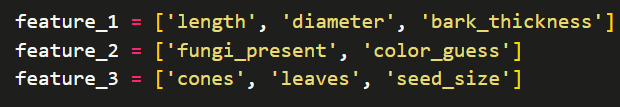 feature_1 = ['length', 'diameter', 'bark_thickness']
feature_2 = ['fungi_present', 'color_guess']
feature_3 = ['cones', 'leaves', 'seed_size']